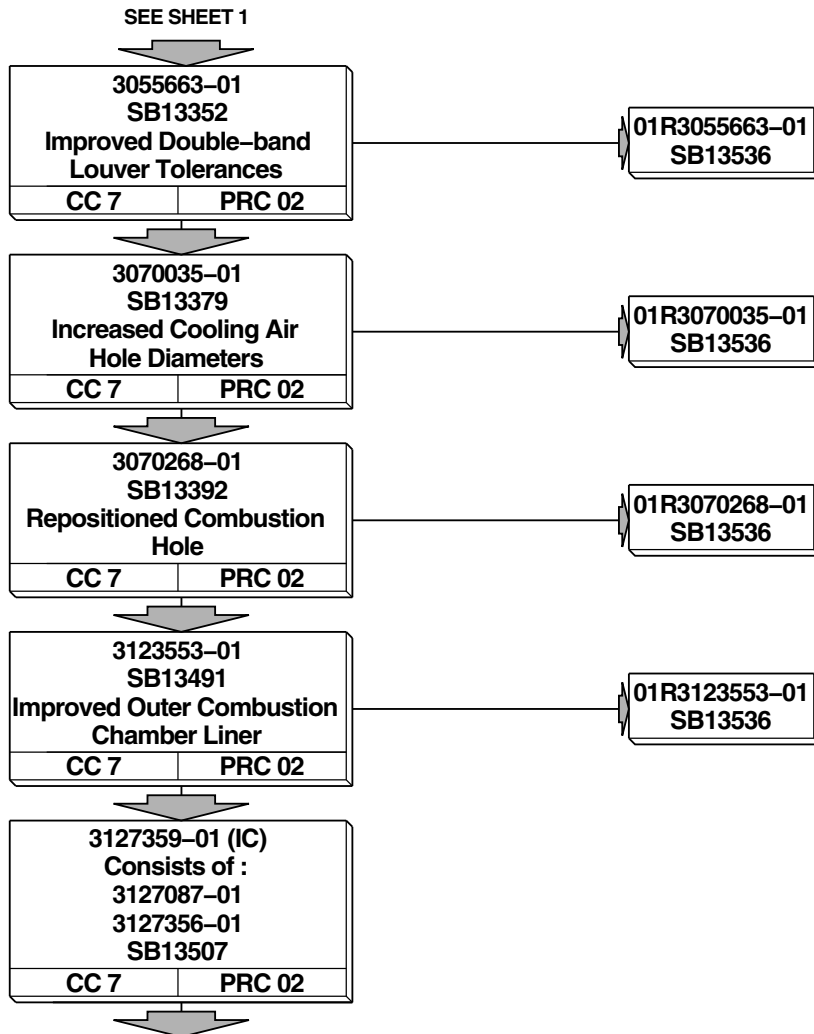 SEE SHEET 1
3055663–01
SB13352
Improved Double–band
Louver Tolerances
CC 7 PRC 02
01R3055663–01
SB13536
3070035–01
SB13379
Increased Cooling Air
Hole Diameters
CC 7 PRC 02
01R3070035–01
SB13536
3070268–01
SB13392
Repositioned Combustion
Hole
CC 7 PRC 02
01R3070268–01
SB13536
3123553–01
SB13491
Improved Outer Combustion
Chamber Liner
CC 7 PRC 02
01R3123553–01
SB13536
3127359–01 (IC)
Consists of :
3127087–01
3127356–01
SB13507
CC 7 PRC 02